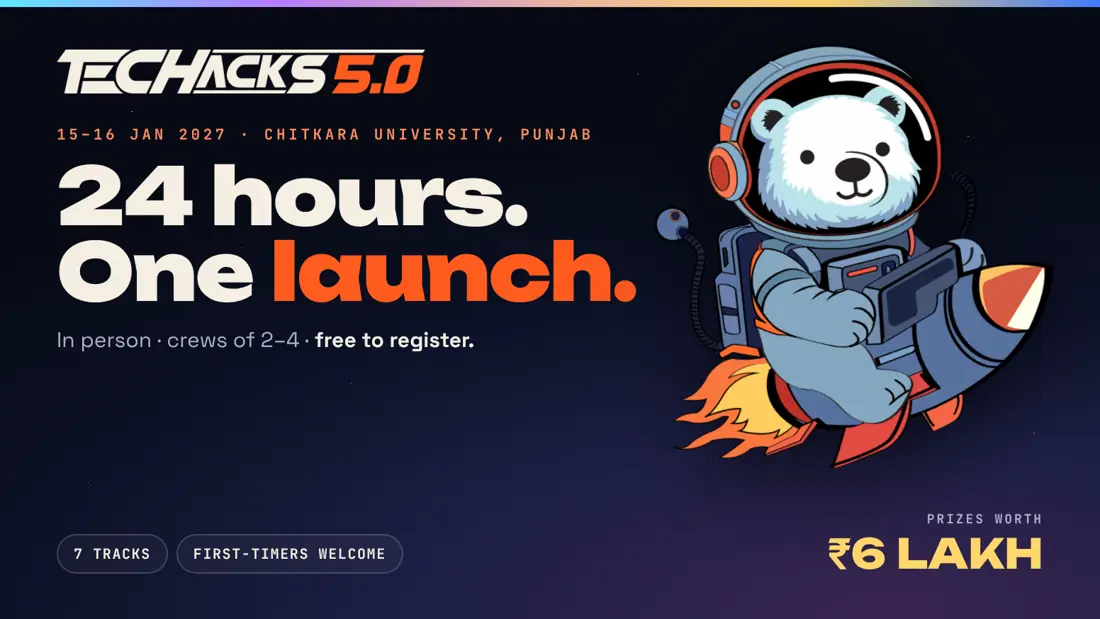 TECHACKS 5.0
15–16 JAN 2027 · CHITKARA UNIVERSITY, PUNJAB
24 hours.
One launch.
In person · crews of 2–4 · free to register.
7 TRACKS
FIRST-TIMERS WELCOME
PRIZES WORTH
₹6 LAKH